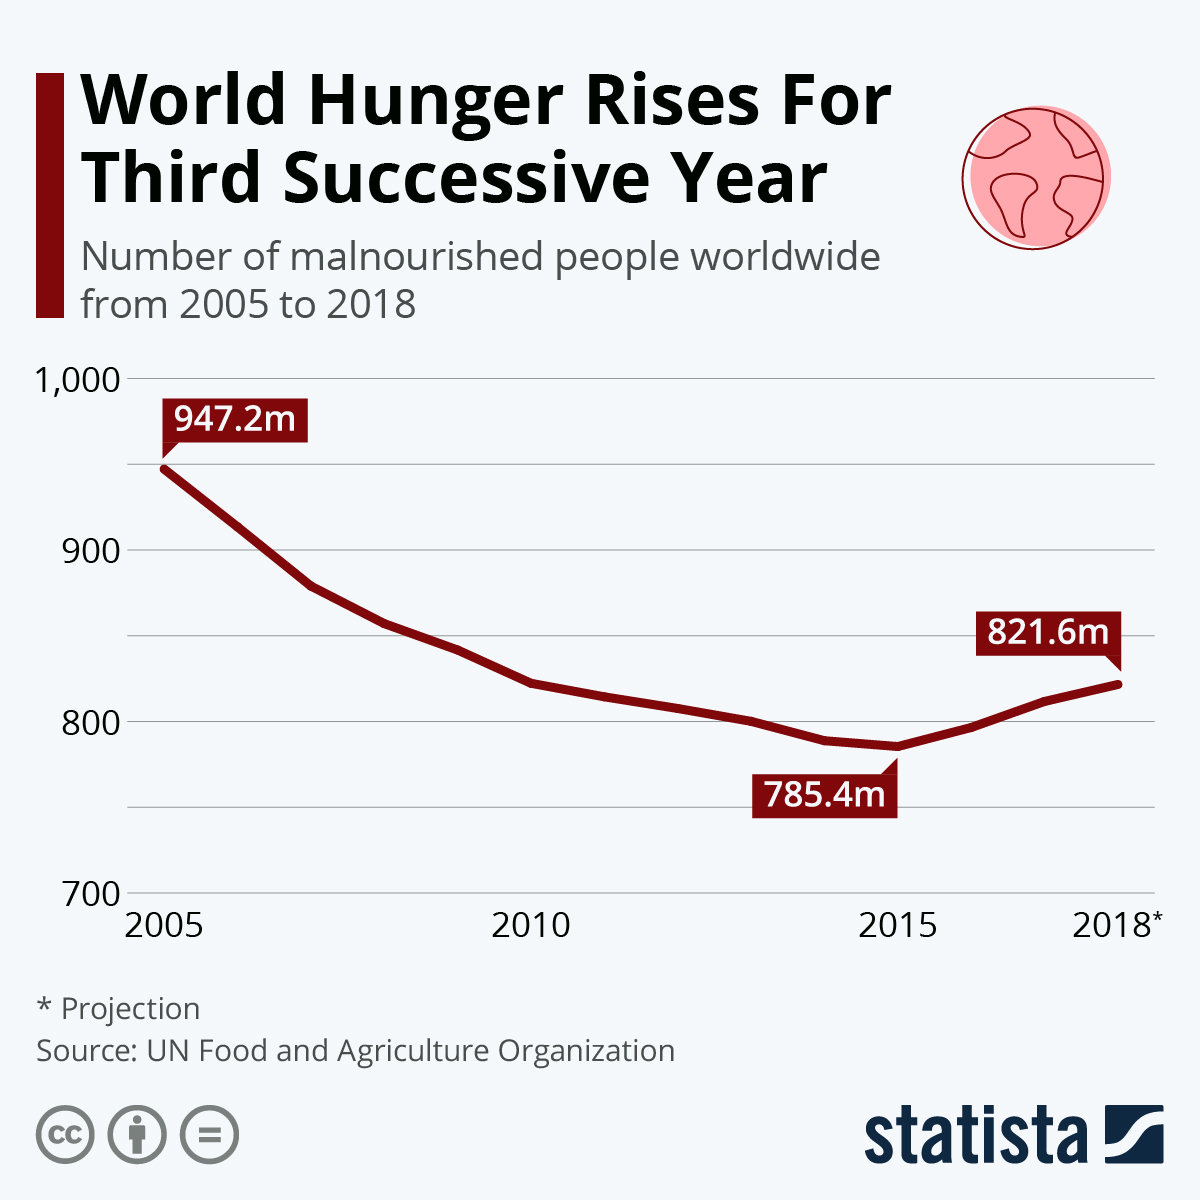 World Hunger Rises For
Third Successive Year
Number of malnourished people worldwide
from 2005 to 2018
1,000
947.2m
900
821.6m
800
785.4m
700
2005 2010 2015 2018*
* Projection
Source: UN Food and Agriculture Organization
cc
statista